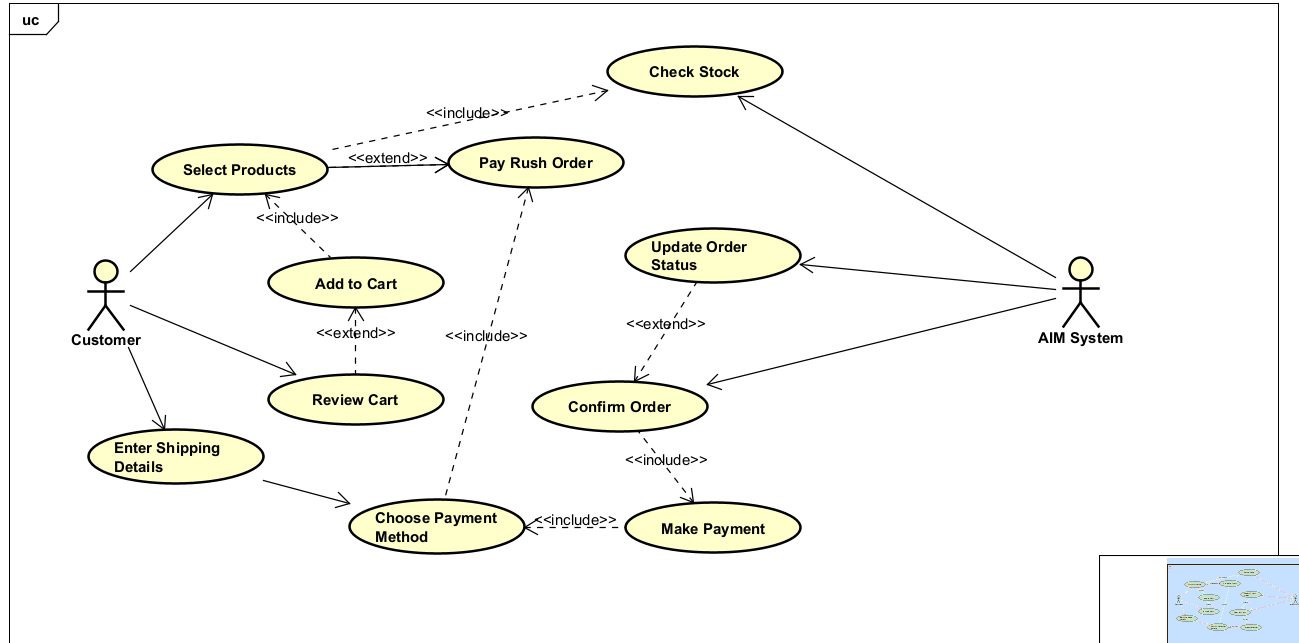 uc
Check Stock
<<include>>
<<extend>>
Pay Rush Order
Select Products
<<include>>
Update Order
Status
Add to Cart
<<extend>>
<<include>>
<<extend>>
Customer
AIM System
Review Cart
Confirm Order
Enter Shipping
Details
<<include>>
Choose Payment
Method
<<include>>
Make Payment